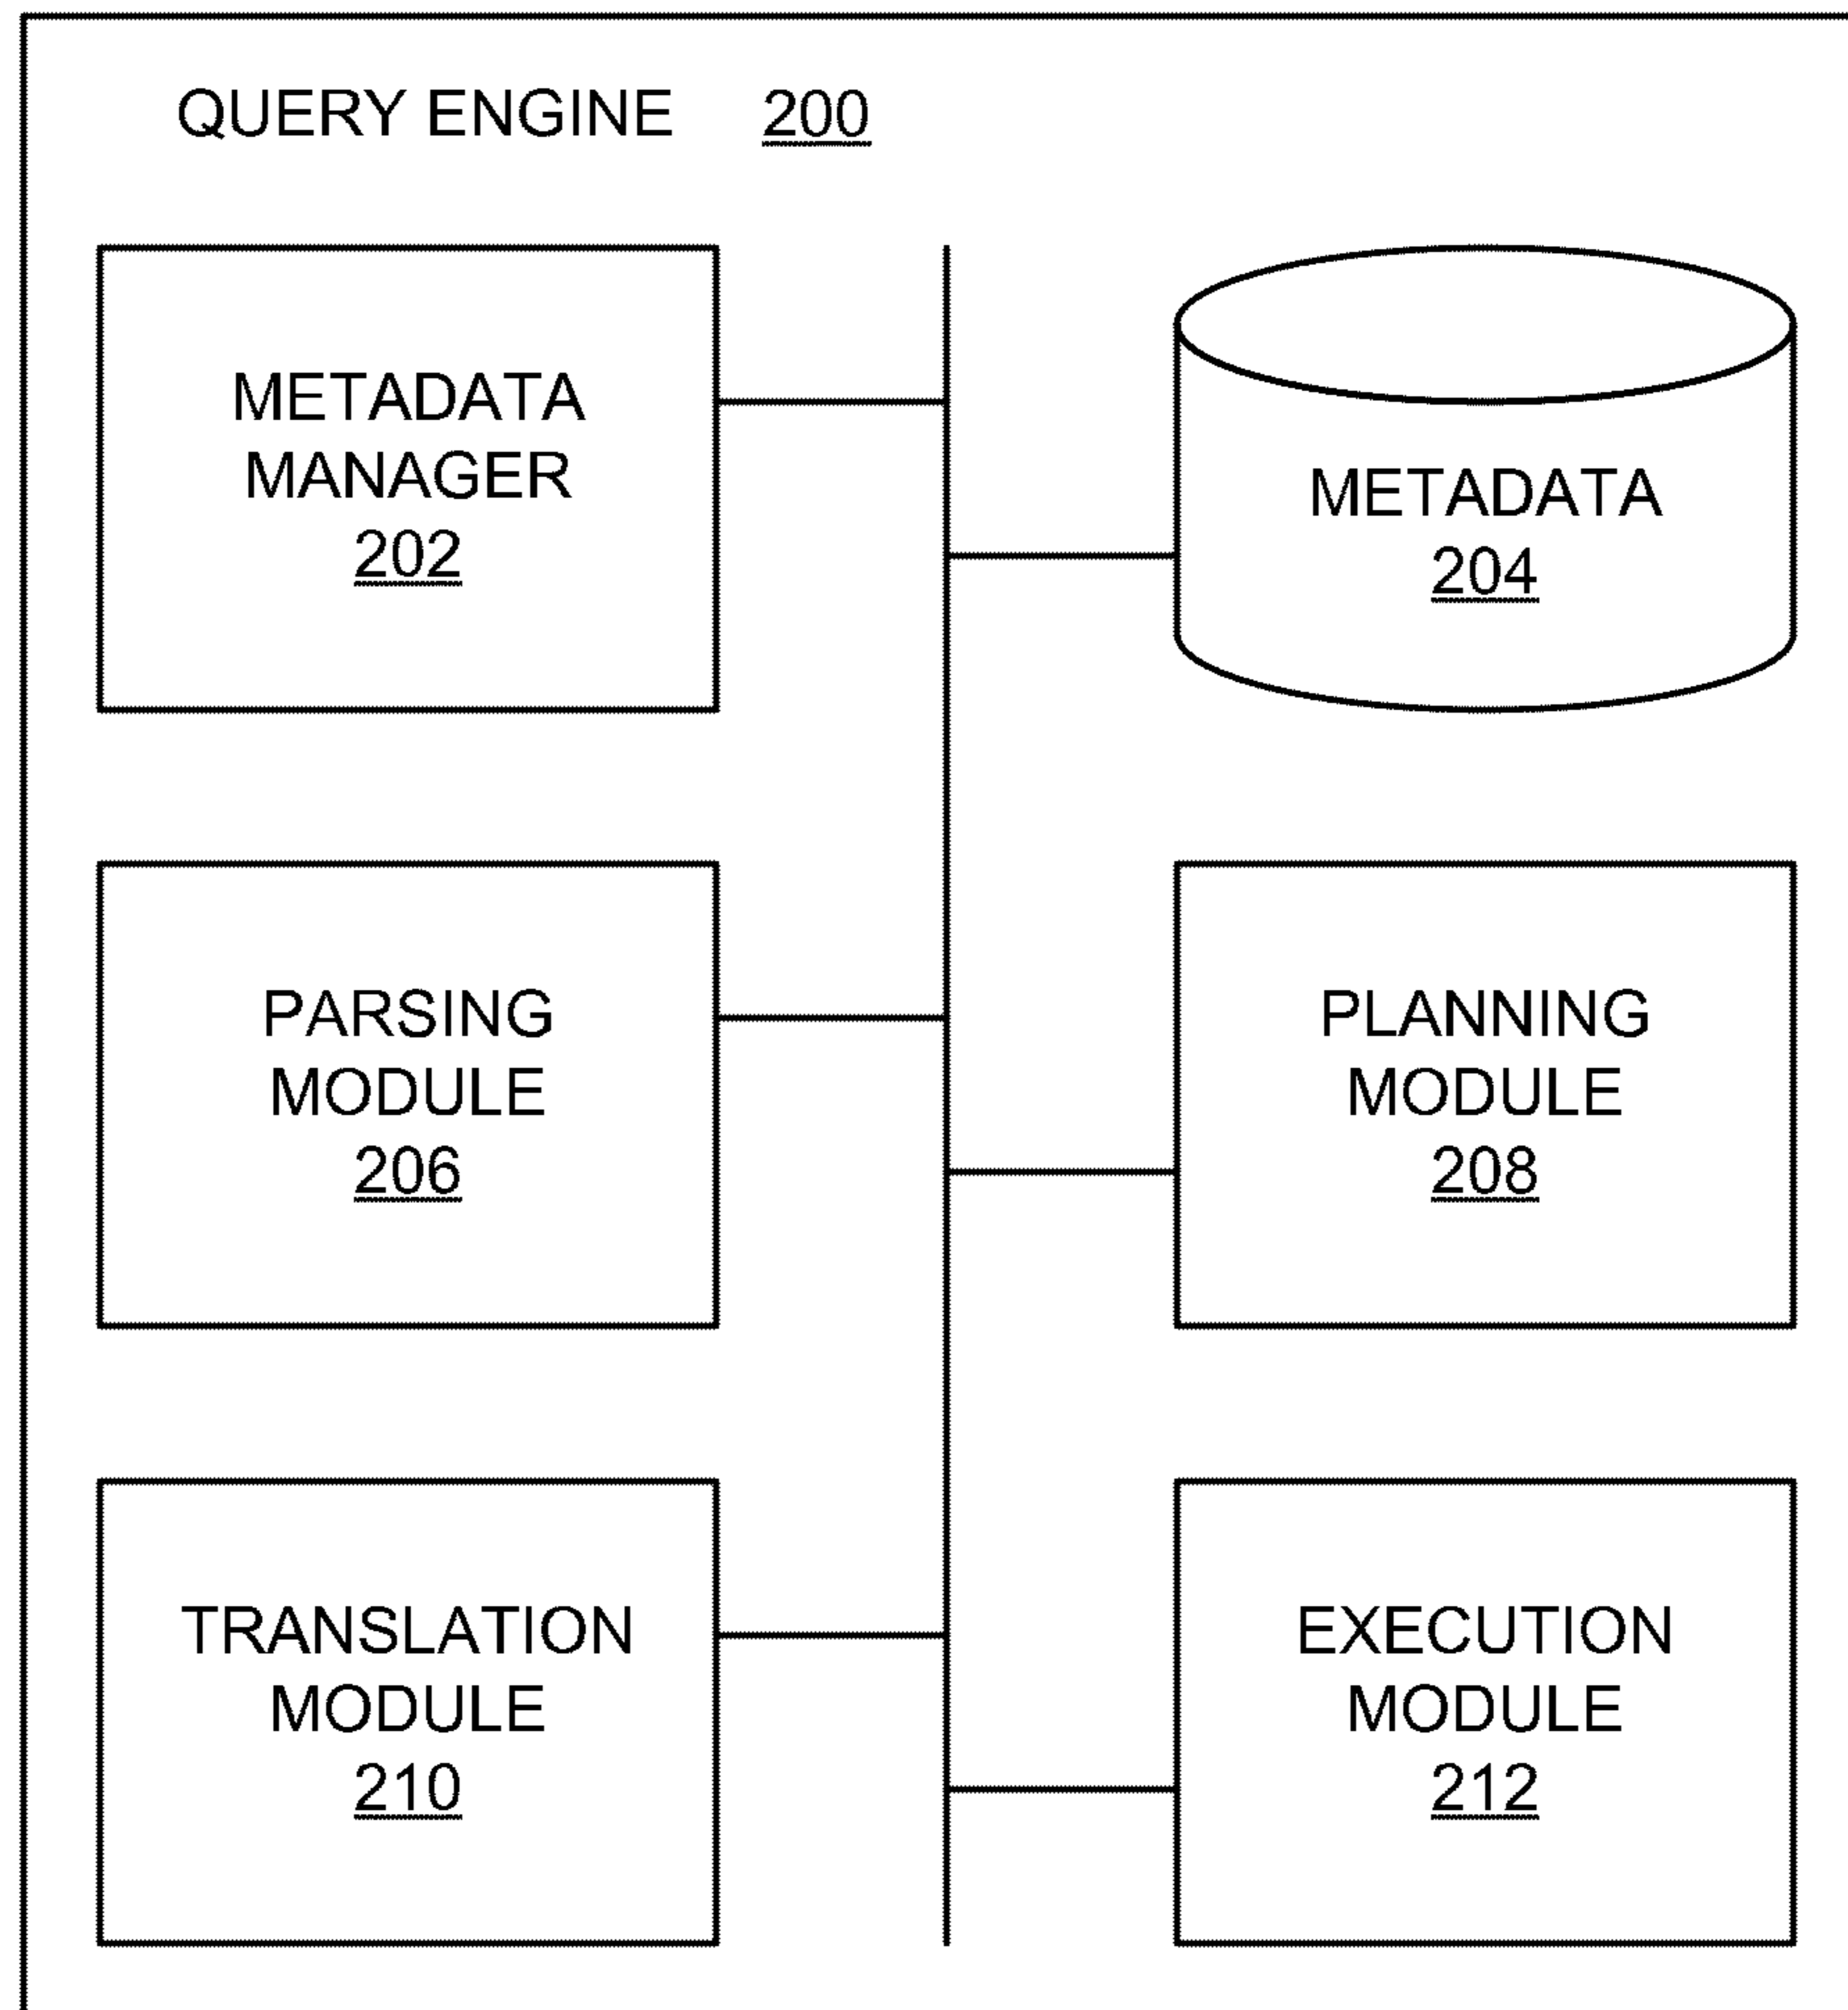 QUERY ENGINE 200
METADATA
MANAGER
202
METADATA
204
PARSING
MODULE
206
PLANNING
MODULE
208
TRANSLATION
MODULE
210
EXECUTION
MODULE
212